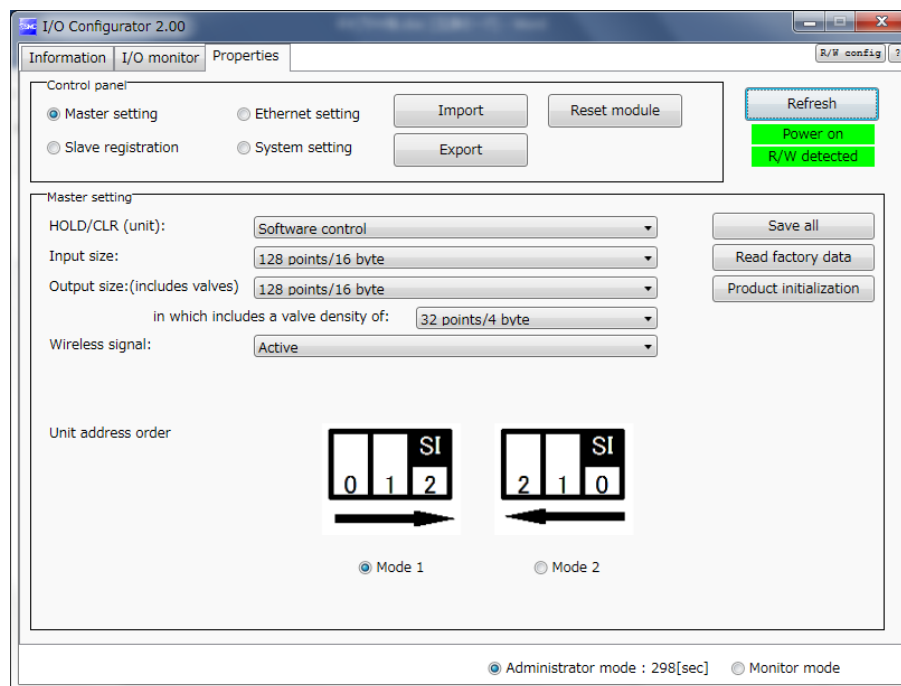 I/O Configurator 2.00
Information I/O monitor Properties R/W config ?
Control panel
Master setting Ethernet setting Import Reset module Refresh
Power on
Slave registration System setting Export R/W detected
Master setting
HOLD/CLR (unit): Software control Save all
Input size: 128 points/16 byte Read factory data
Output size:(includes valves) 128 points/16 byte Product initialization
in which includes a valve density of: 32 points/4 byte
Wireless signal: Active
Unit address order
SI SI
0 1 2 2 1 0
Mode 1 Mode 2
Administrator mode : 298[sec] Monitor mode